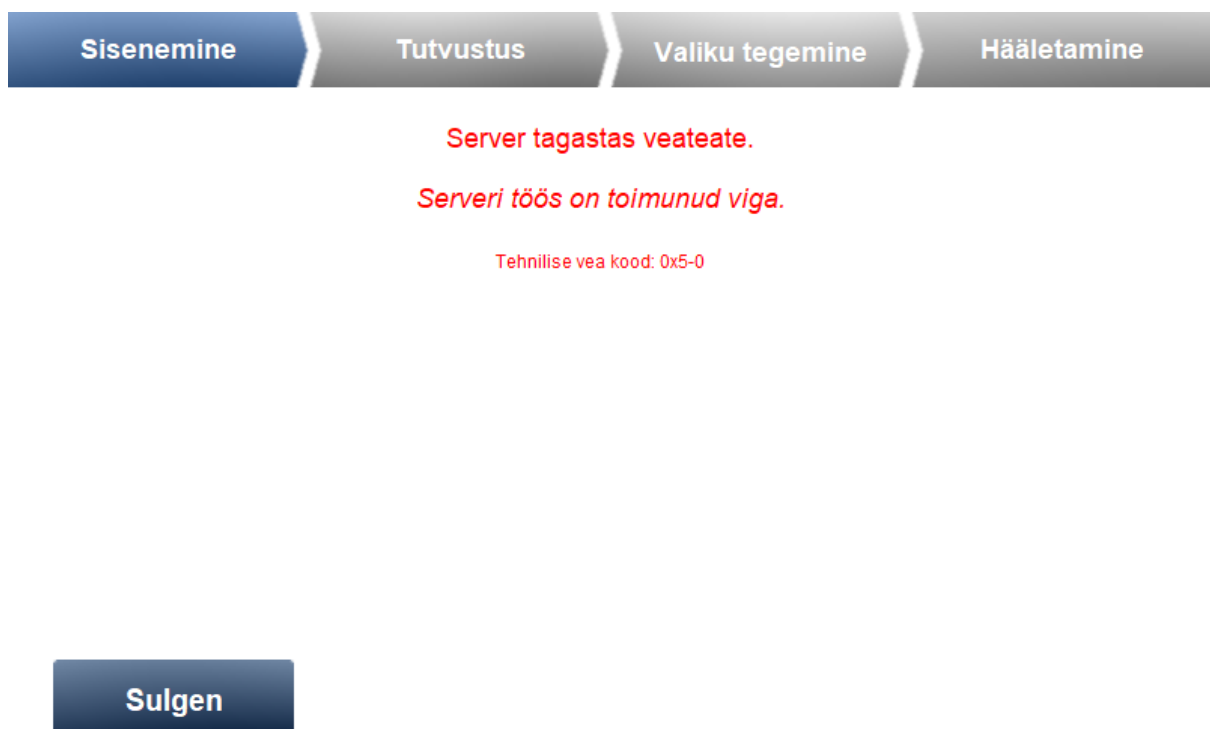 Sisenemine Tutvustus Valiku tegemine Hääletamine
Server tagastas veateate.
Serveri töös on toimunud viga.
Tehnilise vea kood: 0x5-0
Sulgen